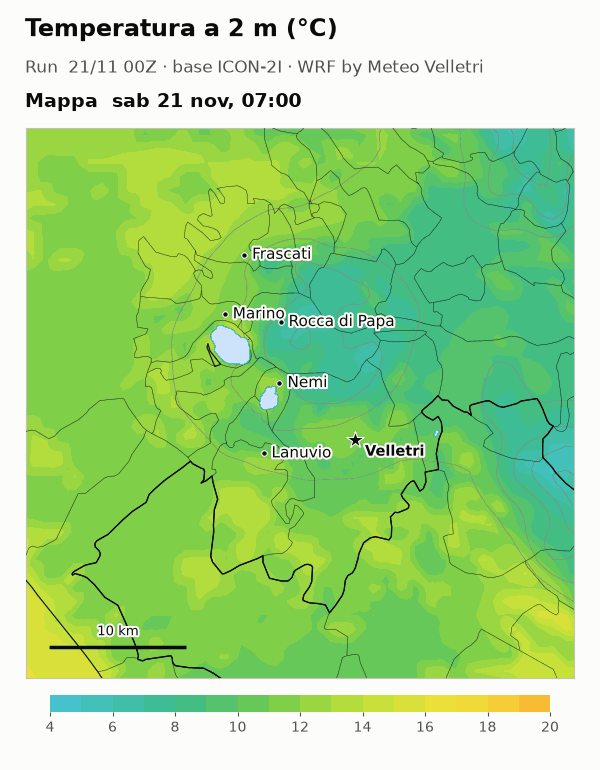 Temperatura a 2 m (°C)
Run  21/11 00Z · base ICON-2I · WRF by Meteo Velletri
Mappa  sab 21 nov, 07:00
Frascati
Marino
Rocca di Papa
Nemi
Velletri
Lanuvio
10 km
4 6 8 10 12 14 16 18 20